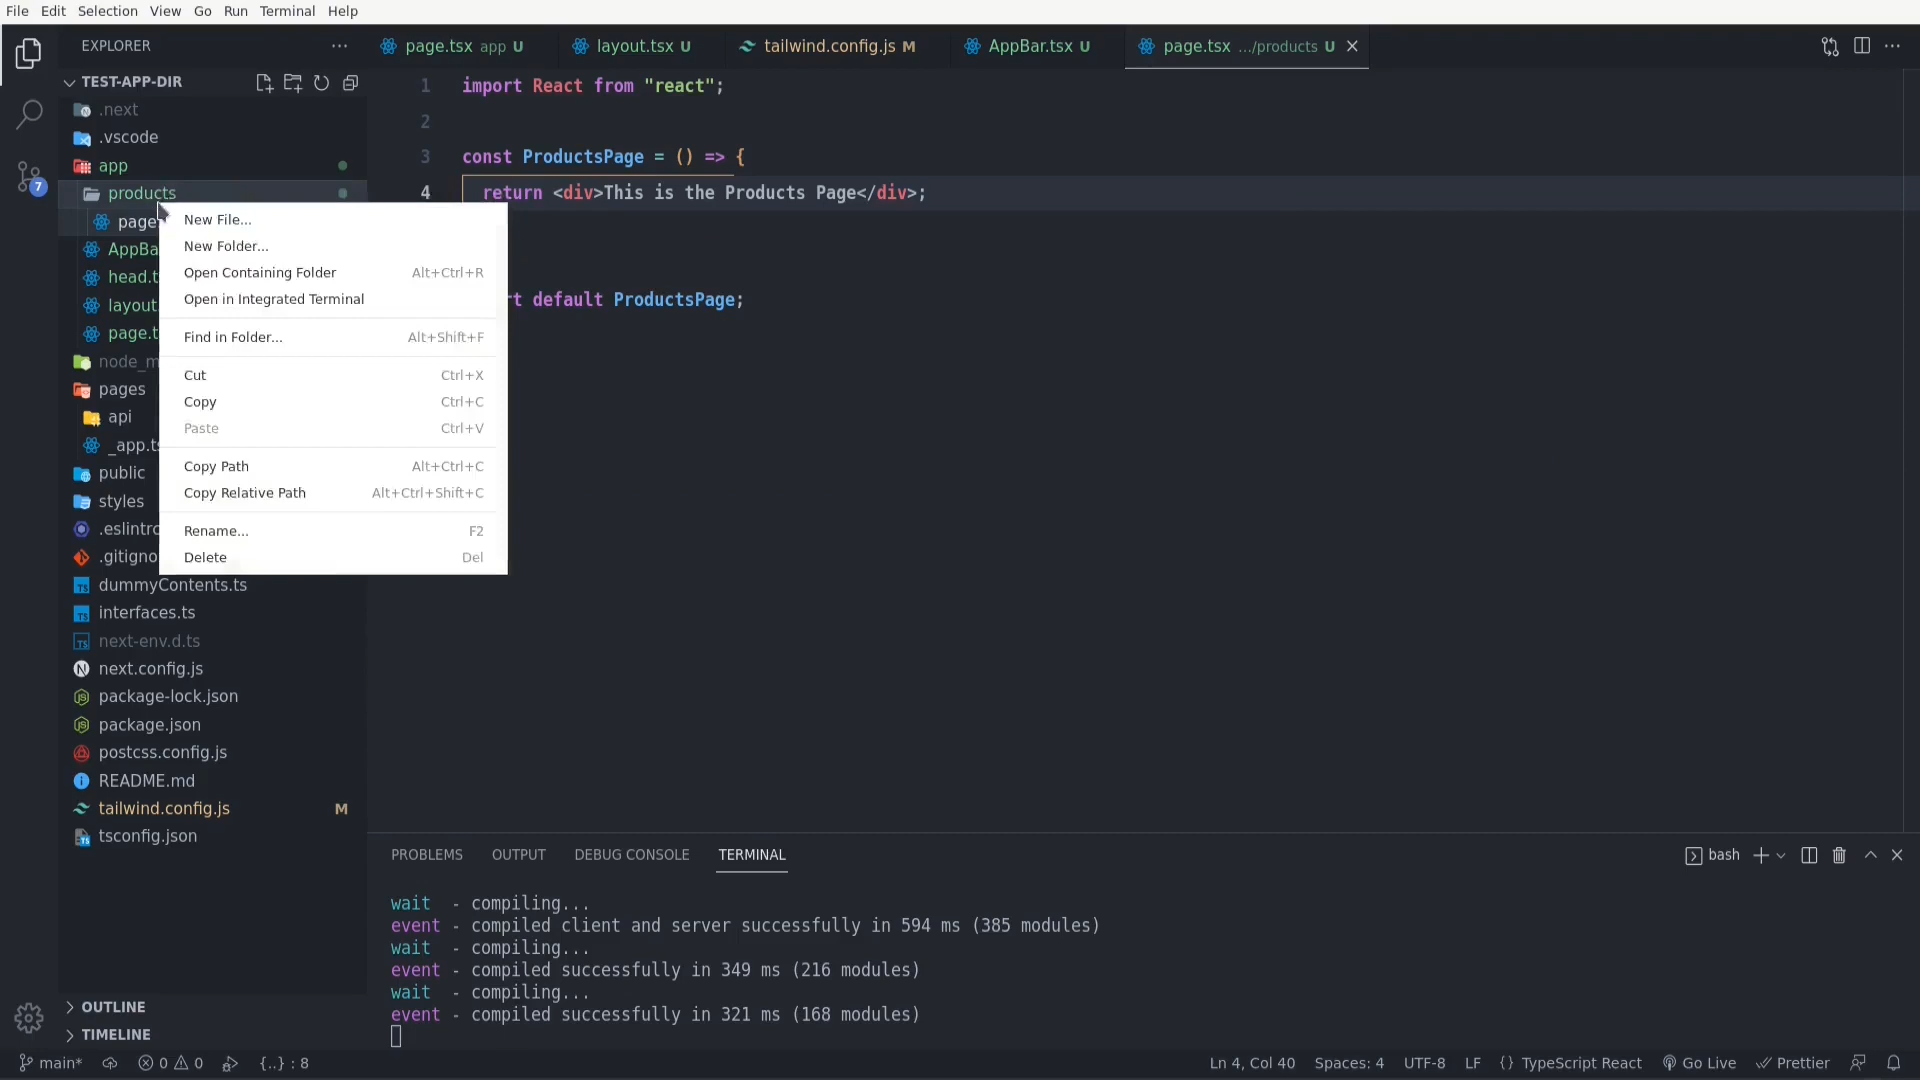 File Edit Selection View Go Run Terminal Help
EXPLORER
TEST-APP-DIR
.next
.vscode
app
products
page.
AppBa
head.t
layout.
page.t
node_m
pages
api
_app.ts
public
styles
.eslintrc
.gitigno
dummyContents.ts
interfaces.ts
next-env.d.ts
next.config.js
package-lock.json
package.json
postcss.config.js
README.md
tailwind.config.js M
tsconfig.json
OUTLINE
TIMELINE
7
New File...
New Folder...
Open Containing Folder Alt+Ctrl+R
Open in Integrated Terminal
Find in Folder... Alt+Shift+F
Cut Ctrl+X
Copy Ctrl+C
Paste Ctrl+V
Copy Path Alt+Ctrl+C
Copy Relative Path Alt+Ctrl+Shift+C
Rename... F2
Delete Del
page.tsx app U layout.tsx U tailwind.config.js M AppBar.tsx U page.tsx .../products U
1 import React from "react";
2
3 const ProductsPage = () => {
4 return <div>This is the Products Page</div>;
rt default ProductsPage;
PROBLEMS OUTPUT DEBUG CONSOLE TERMINAL bash
wait - compiling...
event - compiled client and server successfully in 594 ms (385 modules)
wait - compiling...
event - compiled successfully in 349 ms (216 modules)
wait - compiling...
event - compiled successfully in 321 ms (168 modules)
main* 0 0 {..} : 8 Ln 4, Col 40 Spaces: 4 UTF-8 LF {} TypeScript React Go Live Prettier